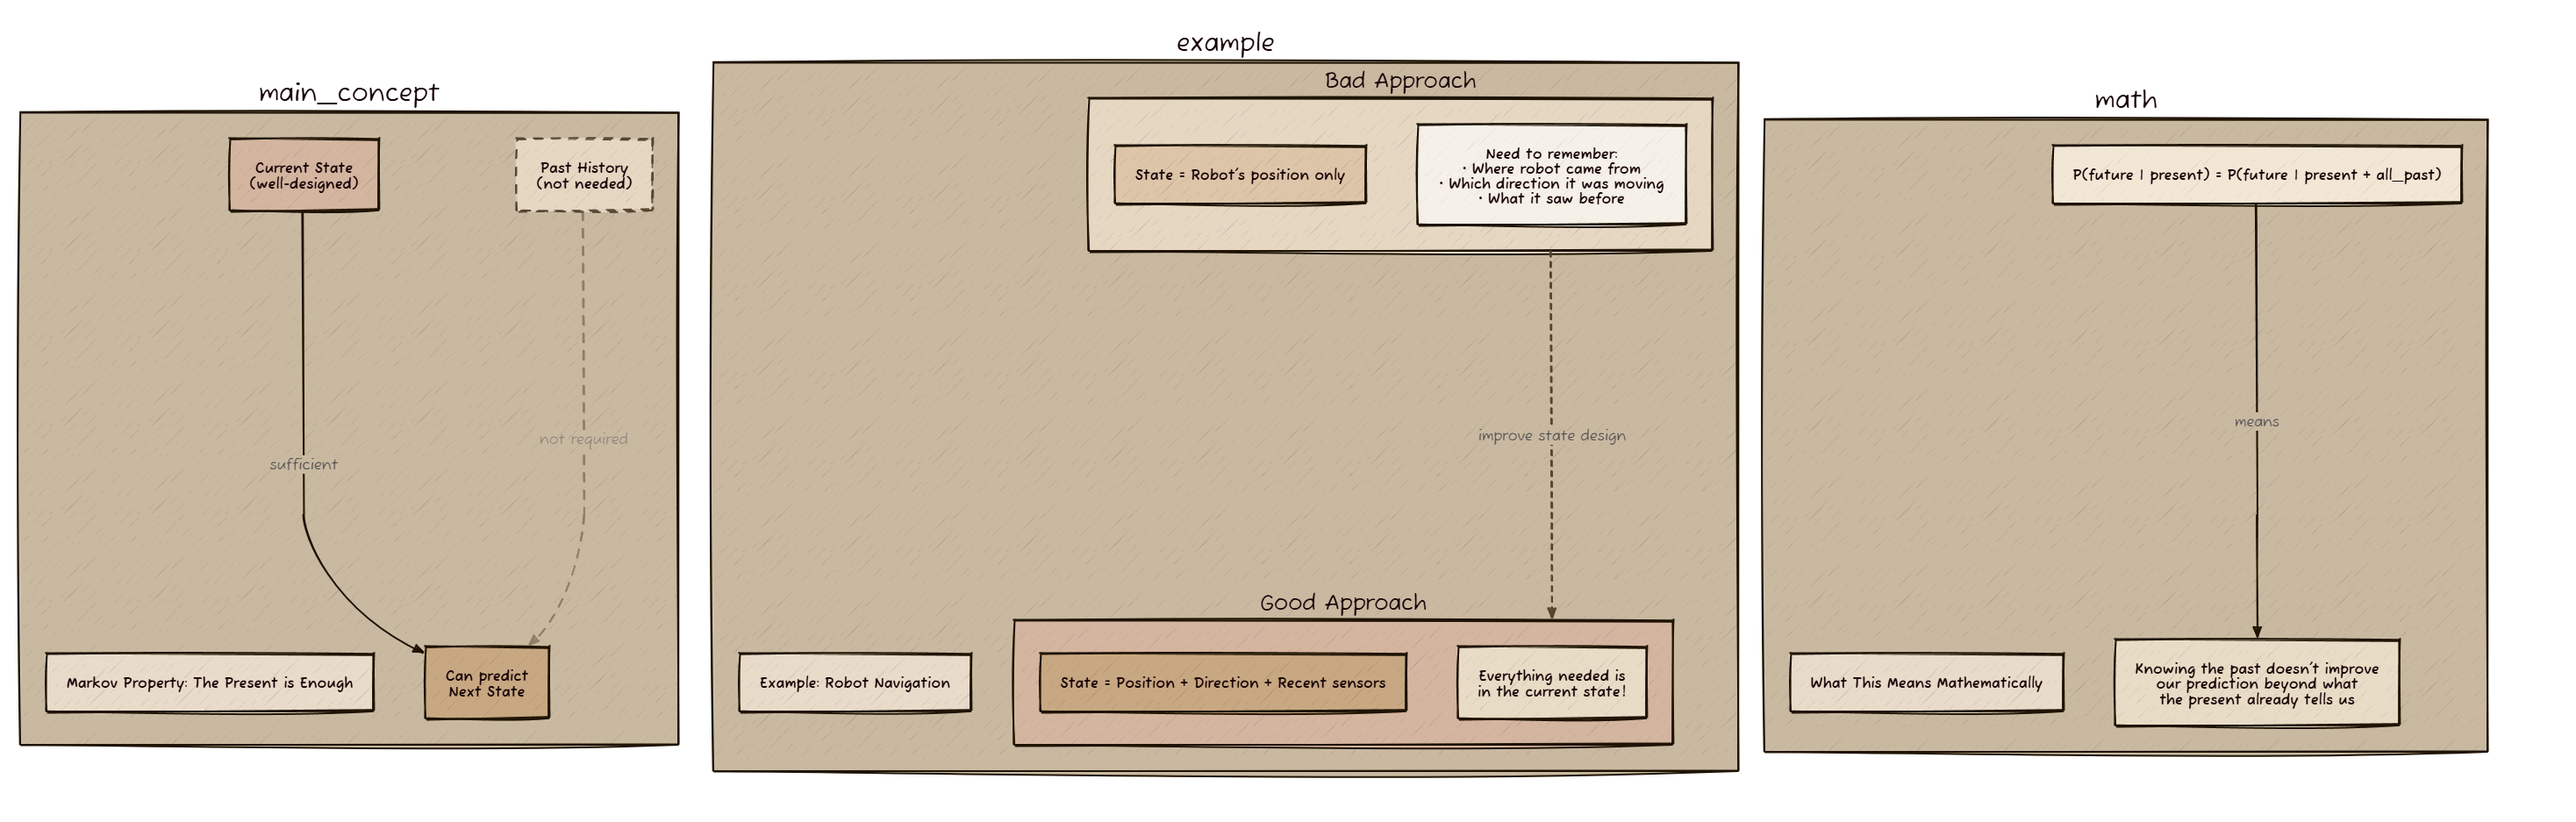 main_concept
Current State
(well-designed)
Past History
(not needed)
sufficient
not required
Markov Property: The Present is Enough
Can predict
Next State
example
Bad Approach
State = Robot's position only
Need to remember:
• Where robot came from
• Which direction it was moving
• What it saw before
improve state design
Good Approach
Example: Robot Navigation
State = Position + Direction + Recent sensors
Everything needed is
in the current state!
math
P(future | present) = P(future | present + all_past)
means
What This Means Mathematically
Knowing the past doesn't improve
our prediction beyond what
the present already tells us